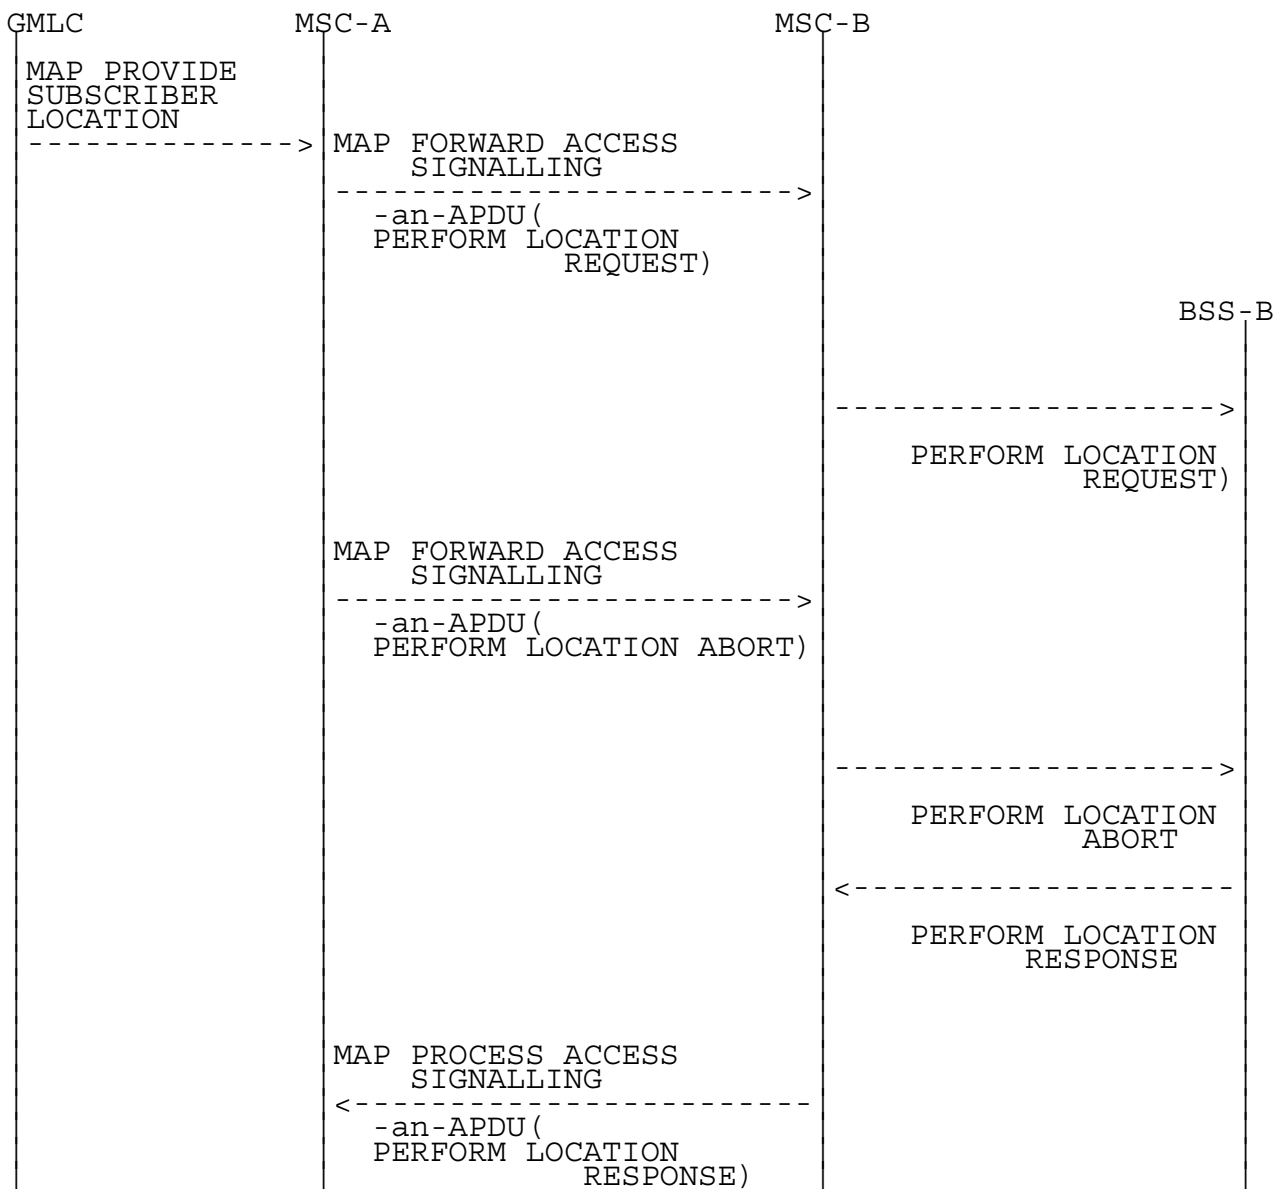 GMLC MSC-A MSC-B
MAP PROVIDE
SUBSCRIBER
LOCATION
--------------> MAP FORWARD ACCESS
SIGNALLING
------------------------>
-an-APDU(
PERFORM LOCATION
REQUEST)
BSS-B
-------------------->
PERFORM LOCATION
REQUEST)
MAP FORWARD ACCESS
SIGNALLING
------------------------>
-an-APDU(
PERFORM LOCATION ABORT)
-------------------->
PERFORM LOCATION
ABORT
<--------------------
PERFORM LOCATION
RESPONSE
MAP PROCESS ACCESS
SIGNALLING
<------------------------
-an-APDU(
PERFORM LOCATION
RESPONSE)